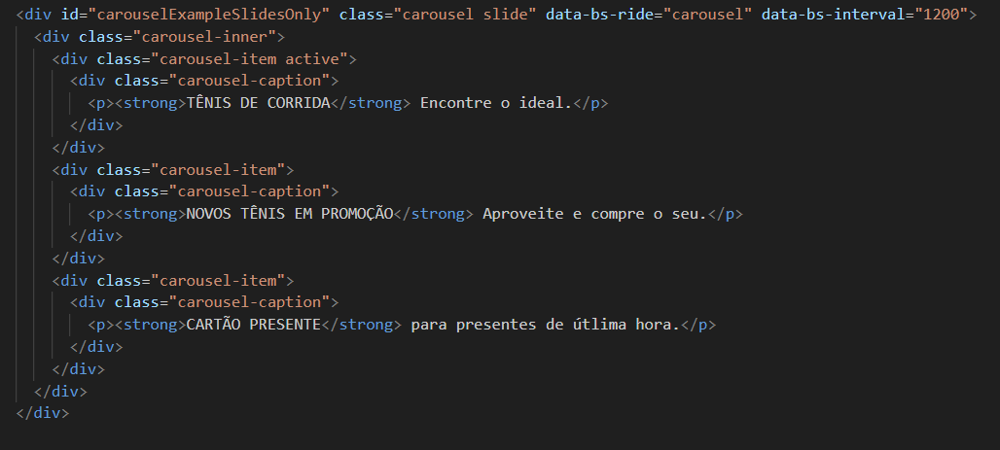 <div id="carouselExampleSlidesOnly" class="carousel slide" data-bs-ride="carousel" data-bs-interval="1200">
  <div class="carousel-inner">
    <div class="carousel-item active">
      <div class="carousel-caption">
        <p><strong>TÊNIS DE CORRIDA</strong> Encontre o ideal.</p>
      </div>
    </div>
    <div class="carousel-item">
      <div class="carousel-caption">
        <p><strong>NOVOS TÊNIS EM PROMOÇÃO</strong> Aproveite e compre o seu.</p>
      </div>
    </div>
    <div class="carousel-item">
      <div class="carousel-caption">
        <p><strong>CARTÃO PRESENTE</strong> para presentes de útlima hora.</p>
      </div>
    </div>
  </div>
</div>